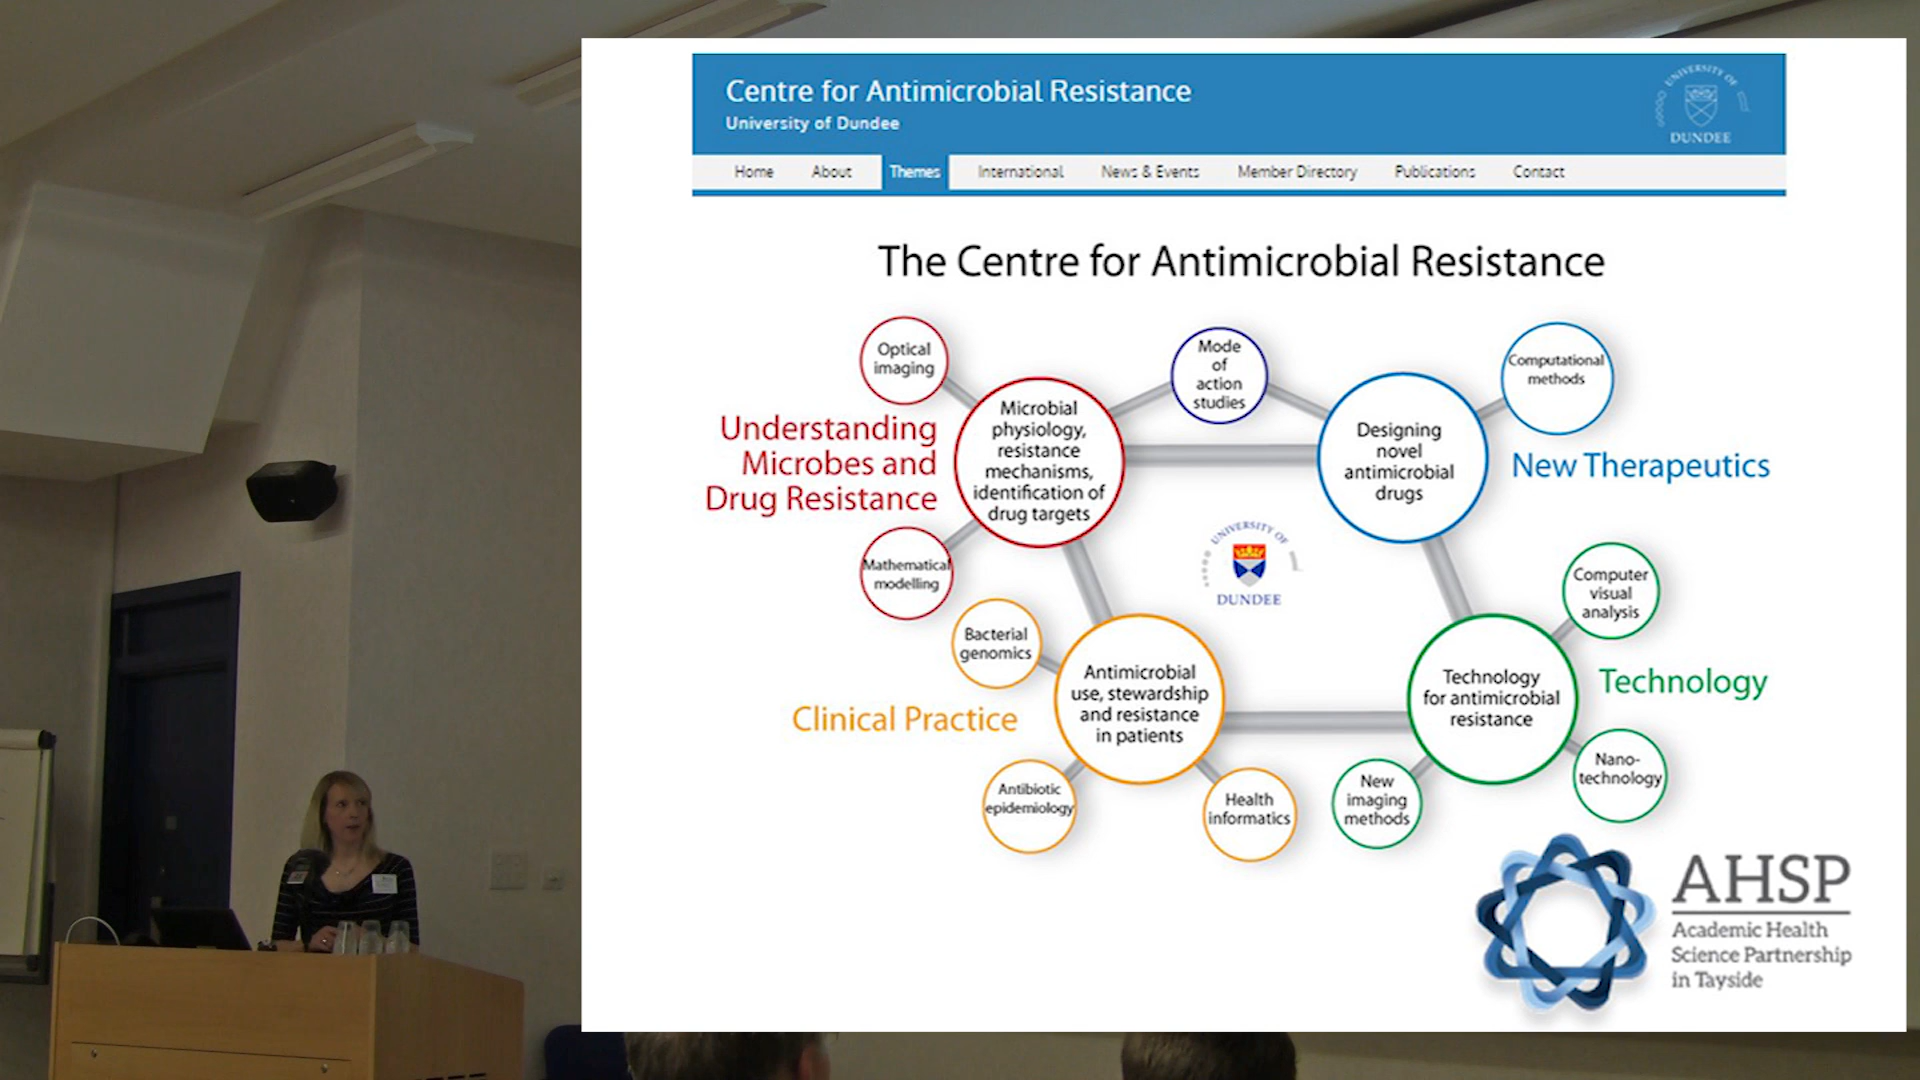 Centre for Antimicrobial Resistance
University of Dundee
UNIVERSITY OF
DUNDEE
Home About Themes International News & Events Member Directory Publications Contact
The Centre for Antimicrobial Resistance
Optical
imaging
Mode
of
action
studies
Computational
methods
Understanding
Microbes and
Drug Resistance
Microbial
physiology,
resistance
mechanisms,
identification of
drug targets
Designing
novel
antimicrobial
drugs
New Therapeutics
Mathematical
modelling
UNIVERSITY OF
DUNDEE
Computer
visual
analysis
Bacterial
genomics
Clinical Practice
Antimicrobial
use, stewardship
and resistance
in patients
Technology
for antimicrobial
resistance
Technology
Antibiotic
epidemiology
Health
informatics
New
imaging
methods
Nano-
technology
AHSP
Academic Health
Science Partnership
in Tayside